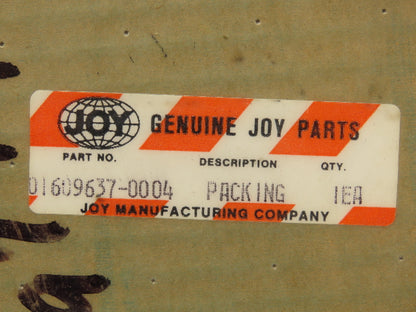 JOY GENUINE JOY PARTS
PART NO. DESCRIPTION QTY.
01609637-0004 PACKING 1EA
JOY MANUFACTURING COMPANY